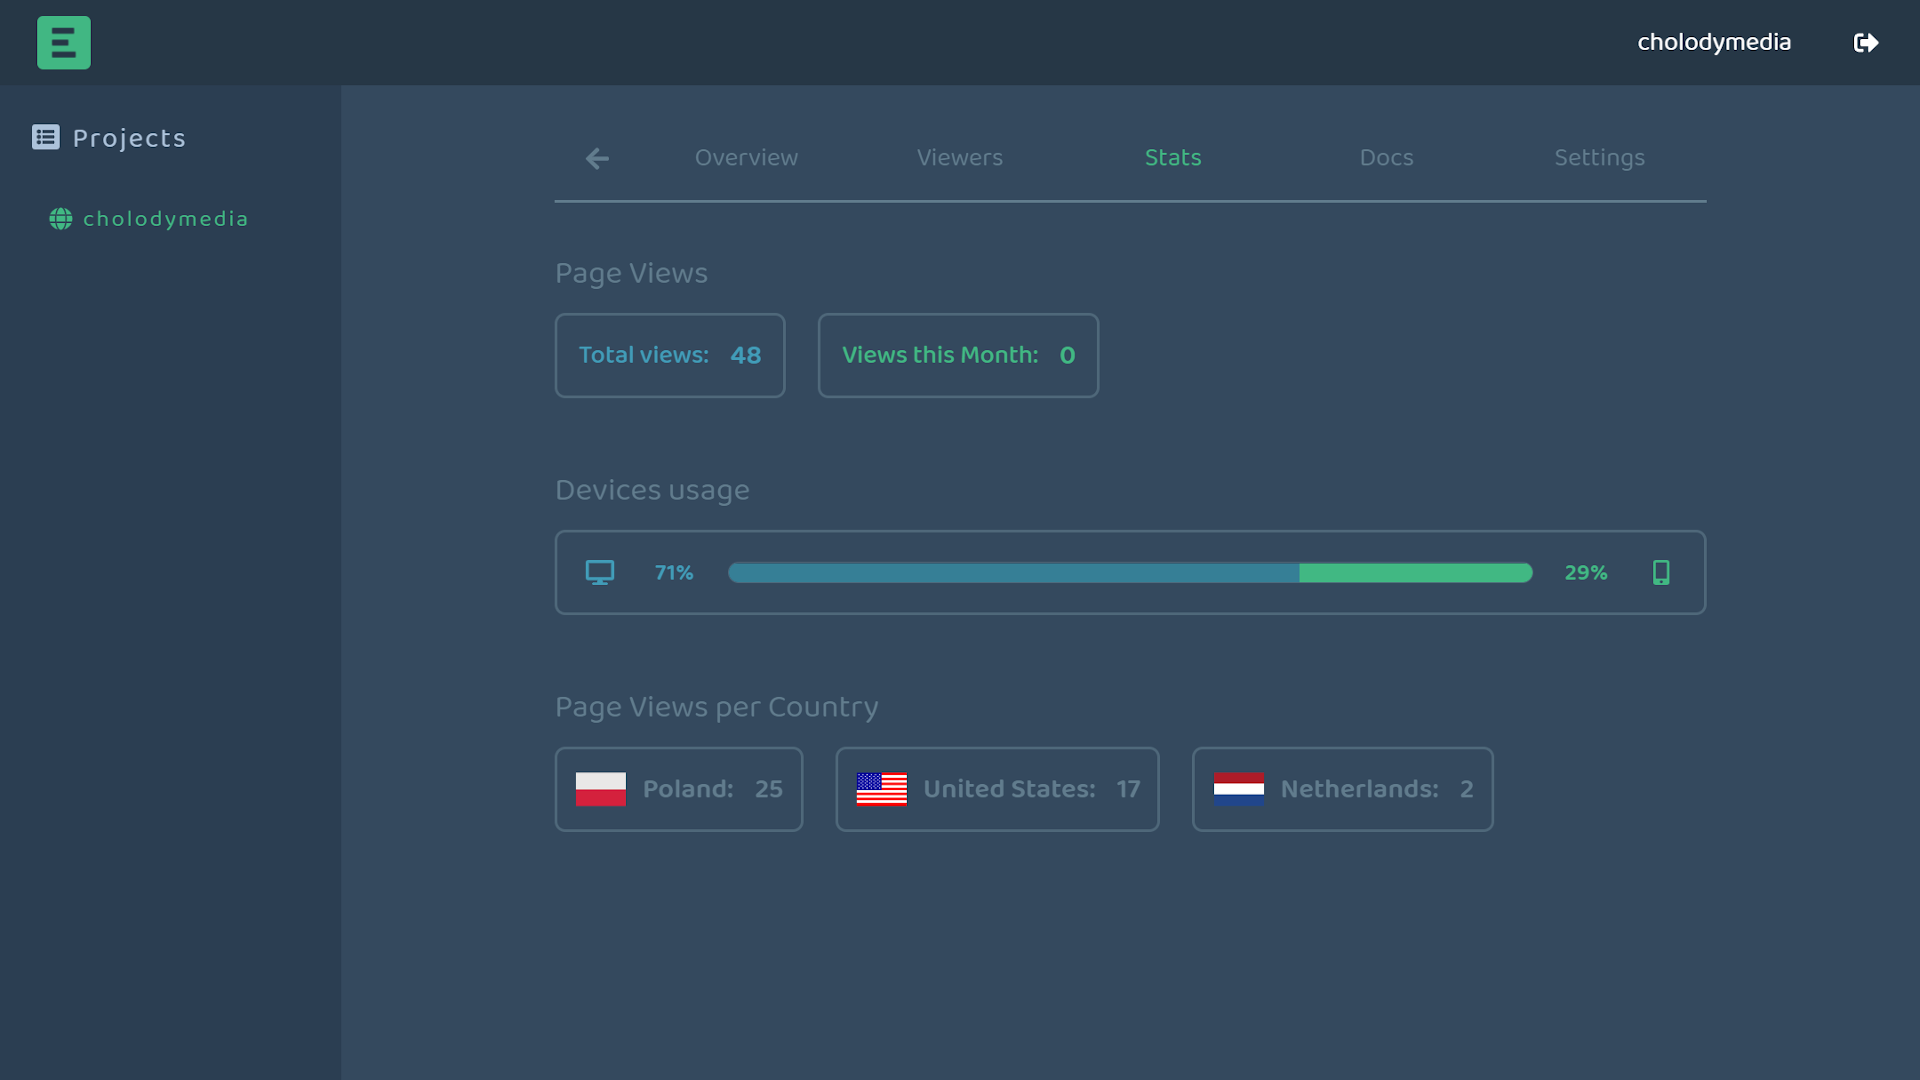 cholodymedia
Projects
cholodymedia
Overview Viewers Stats Docs Settings
Page Views
Total views: 48
Views this Month: 0
Devices usage
71%
29%
Page Views per Country
Poland: 25
United States: 17
Netherlands: 2